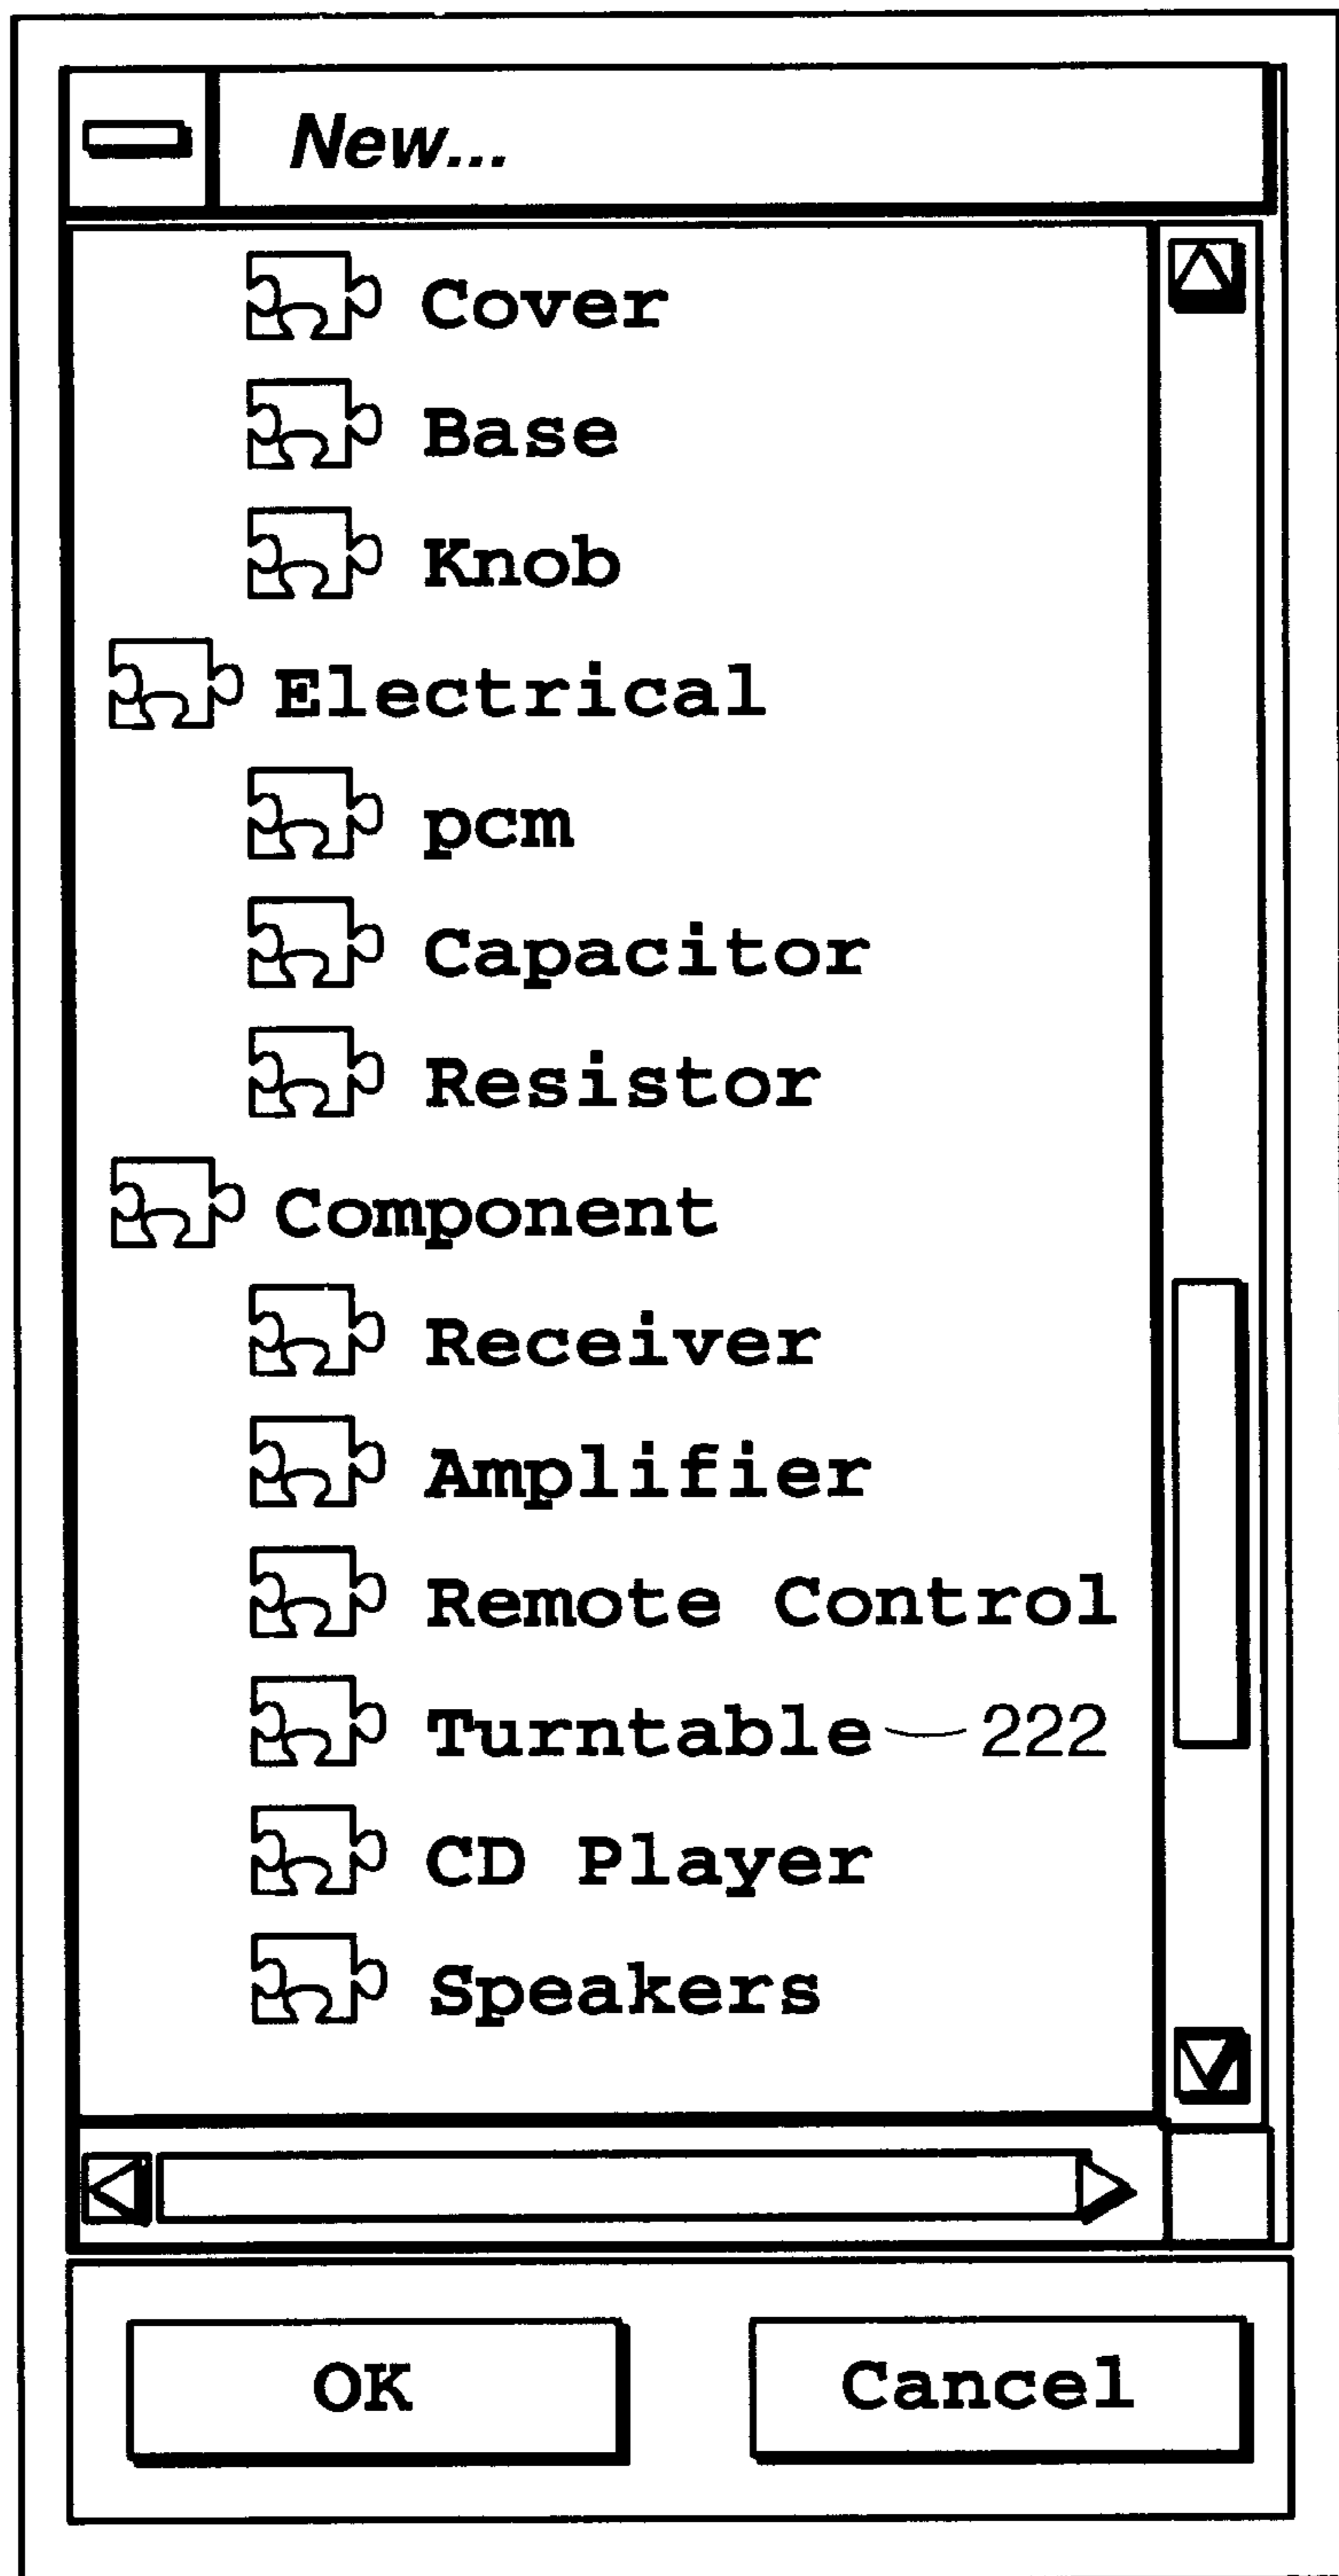 New...
Cover
Base
Knob
Electrical
pcm
Capacitor
Resistor
Component
Receiver
Amplifier
Remote Control
Turntable 222
CD Player
Speakers
OK Cancel